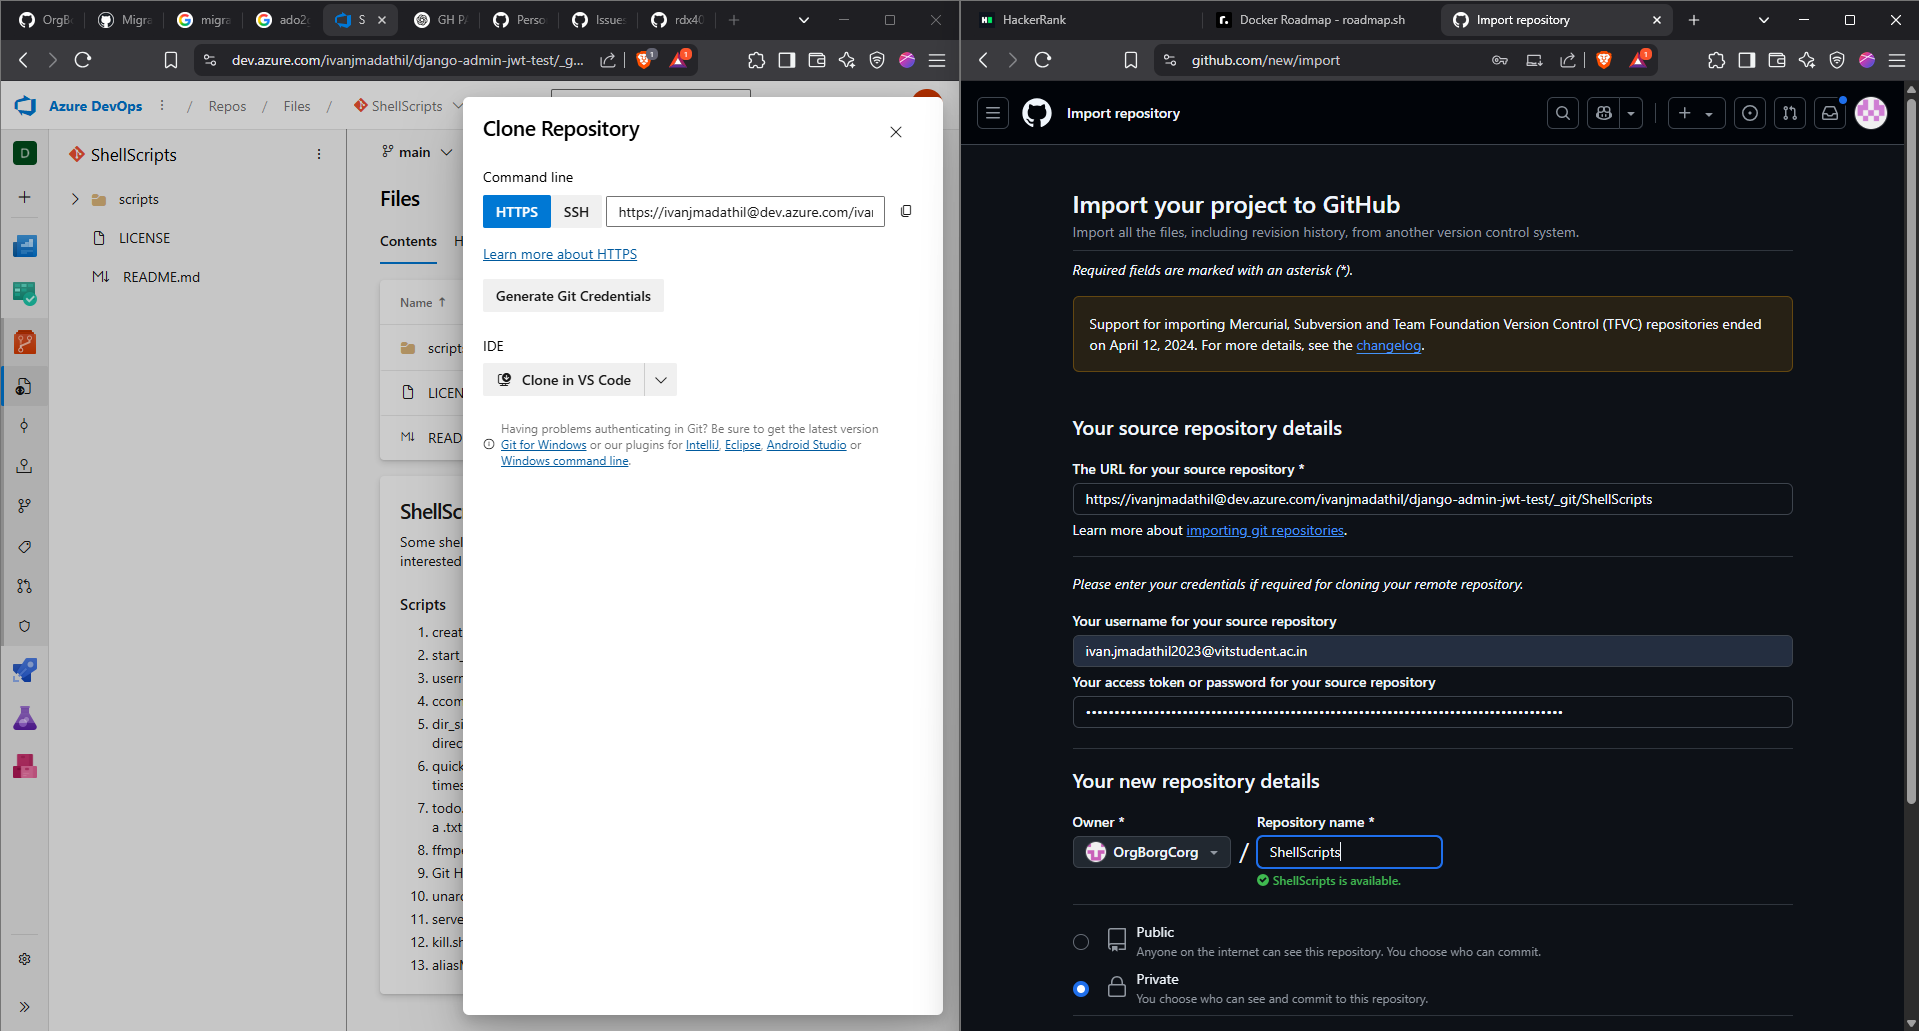 OrgB
Migra
migra
ado2g
S
GH PA
Perso
Issues
rdx40
dev.azure.com/ivanjmadathil/django-admin-jwt-test/_g...
1
1
Azure DevOps
/
Repos
/
Files
/
ShellScripts
D
ShellScripts
scripts
LICENSE
README.md
main
Files
Contents
H
Name ↑
scripts
LICEN
READ
ShellSc
Some shel
interested
Scripts
1. creat
2. start_
3. usern
4. ccom
5. dir_si
direc
6. quick
times
7. todo.
a .txt
8. ffmp
9. Git H
10. unar
11. serve
12. kill.sh
13. alias
Clone Repository
Command line
HTTPS
SSH
https://ivanjmadathil@dev.azure.com/ivai
Learn more about HTTPS
Generate Git Credentials
IDE
Clone in VS Code
Having problems authenticating in Git? Be sure to get the latest version
Git for Windows or our plugins for IntelliJ, Eclipse, Android Studio or
Windows command line.
HackerRank
Docker Roadmap - roadmap.sh
Import repository
github.com/new/import
1
Import repository
Import your project to GitHub
Import all the files, including revision history, from another version control system.
Required fields are marked with an asterisk (*).
Support for importing Mercurial, Subversion and Team Foundation Version Control (TFVC) repositories ended
on April 12, 2024. For more details, see the changelog.
Your source repository details
The URL for your source repository *
https://ivanjmadathil@dev.azure.com/ivanjmadathil/django-admin-jwt-test/_git/ShellScripts
Learn more about importing git repositories.
Please enter your credentials if required for cloning your remote repository.
Your username for your source repository
ivan.jmadathil2023@vitstudent.ac.in
Your access token or password for your source repository
Your new repository details
Owner *
Repository name *
OrgBorgCorg
/
ShellScripts
ShellScripts is available.
Public
Anyone on the internet can see this repository. You choose who can commit.
Private
You choose who can see and commit to this repository.